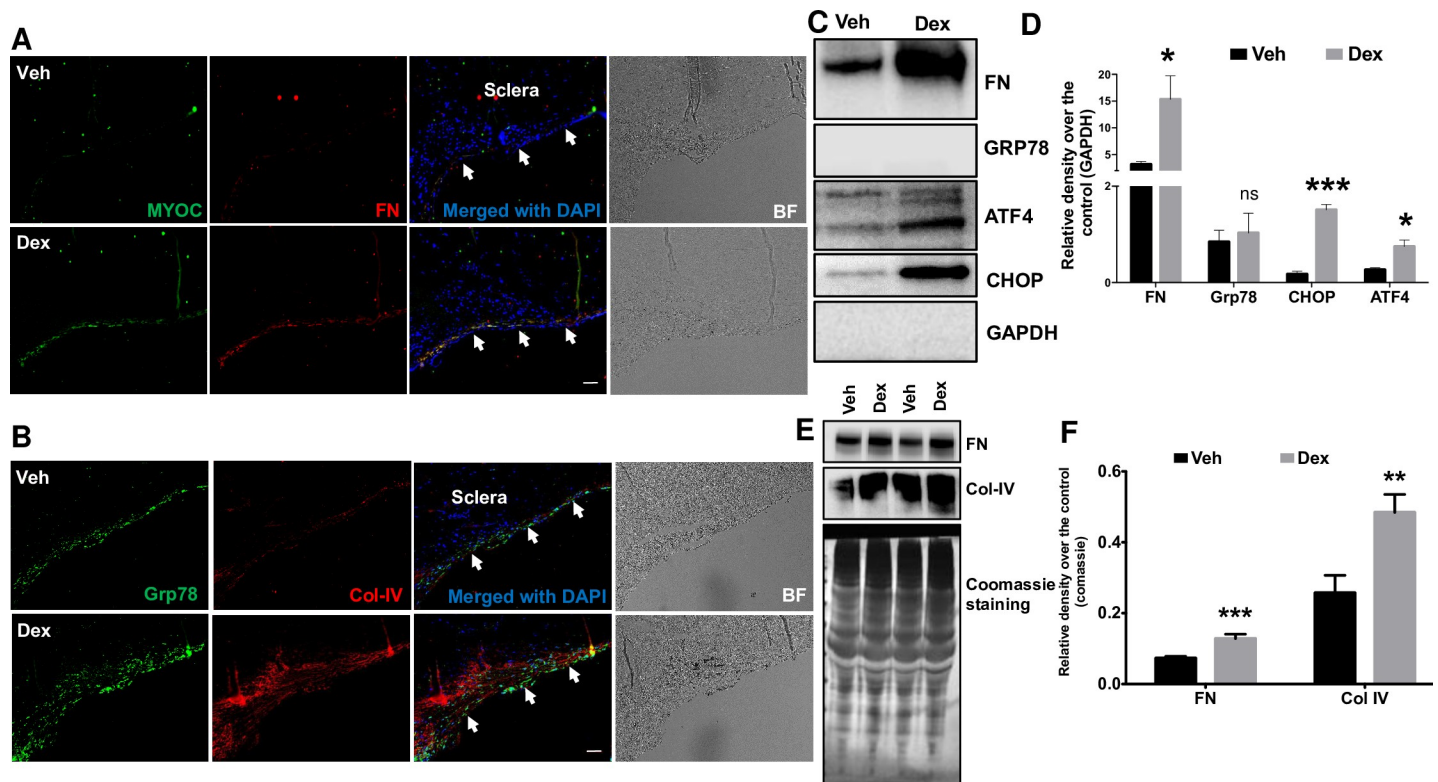 A
Veh
Sclera
MYOC
FN
Merged with DAPI
BF
Dex
B
Veh
Sclera
Grp78
Col-IV
Merged with DAPI
BF
Dex
C
Veh
Dex
FN
GRP78
ATF4
CHOP
GAPDH
D
Veh
Dex
Relative density over the
control (GAPDH)
20
15
10
5
2
0
*
ns
***
*
FN
Grp78
CHOP
ATF4
E
Veh
Dex
Veh
Dex
FN
Col-IV
Coomassie
staining
F
Veh
Dex
Relative density over the control
(comassie)
0.6
0.4
0.2
0.0
***
**
FN
Col IV